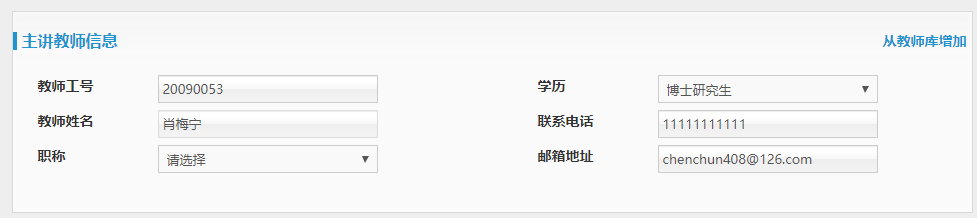 主讲教师信息 从教师库增加
教师工号 20090053 学历 博士研究生
教师姓名 肖梅宁 联系电话 11111111111
职称 请选择 邮箱地址 chenchun408@126.com